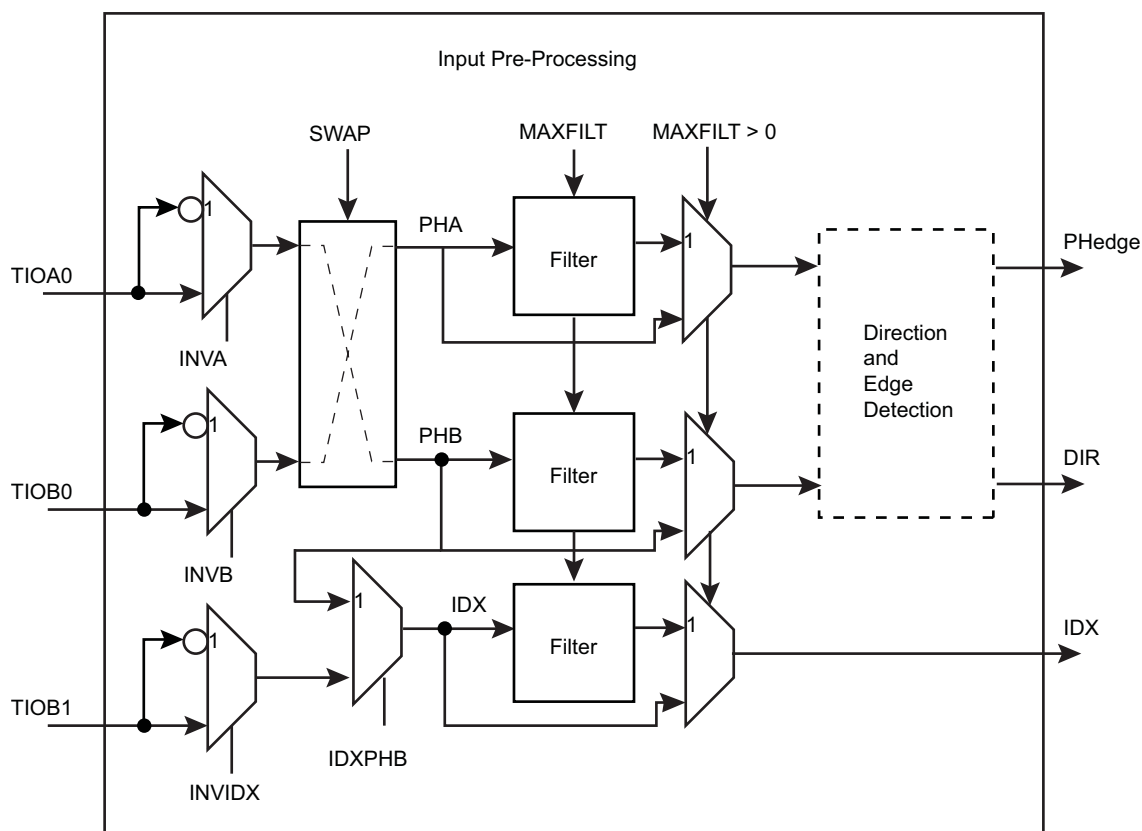 Input Pre-Processing
SWAP
MAXFILT
MAXFILT > 0
1
PHA
1
Filter
PHedge
TIOA0
INVA
Direction
and
Edge
Detection
1
PHB
1
Filter
DIR
TIOB0
INVB
1
IDX
1
Filter
IDX
1
TIOB1
IDXPHB
INVIDX